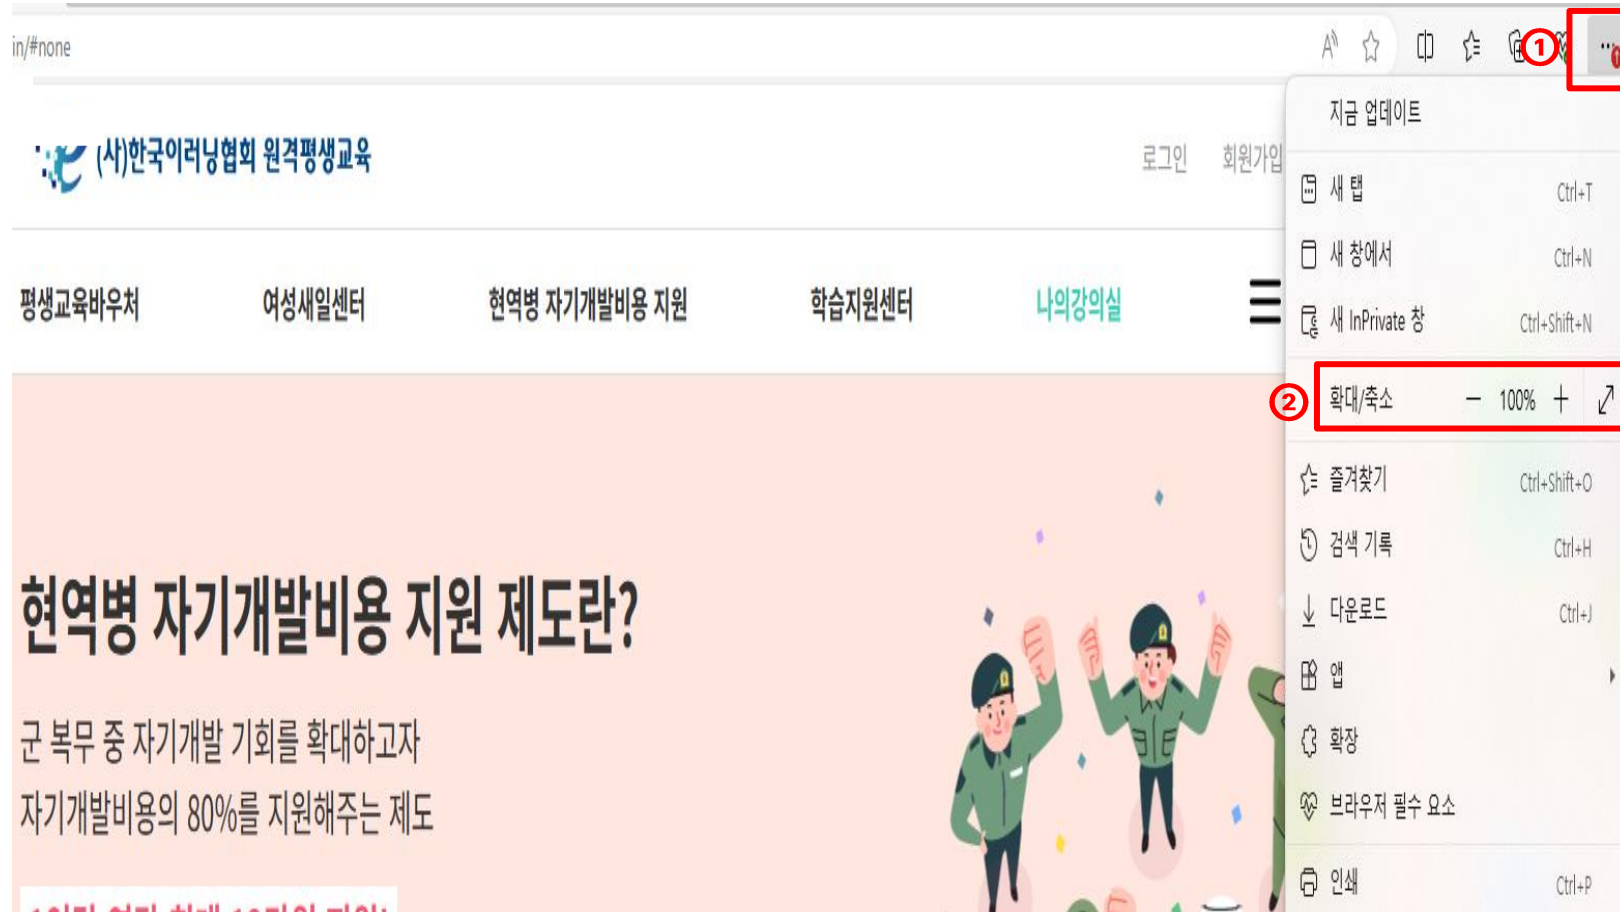 in/#none
①
지금 업데이트
(사)한국이러닝협회 원격평생교육
로그인 회원가입
새 탭 Ctrl+T
새 창에서 Ctrl+N
새 InPrivate 창 Ctrl+Shift+N
평생교육바우처 여성새일센터 현역병 자기개발비용 지원 학습지원센터 나의강의실
② 확대/축소 − 100% +
즐겨찾기 Ctrl+Shift+O
검색 기록 Ctrl+H
다운로드 Ctrl+J
앱
확장
브라우저 필수 요소
인쇄 Ctrl+P
현역병 자기개발비용 지원 제도란?
군 복무 중 자기개발 기회를 확대하고자
자기개발비용의 80%를 지원해주는 제도